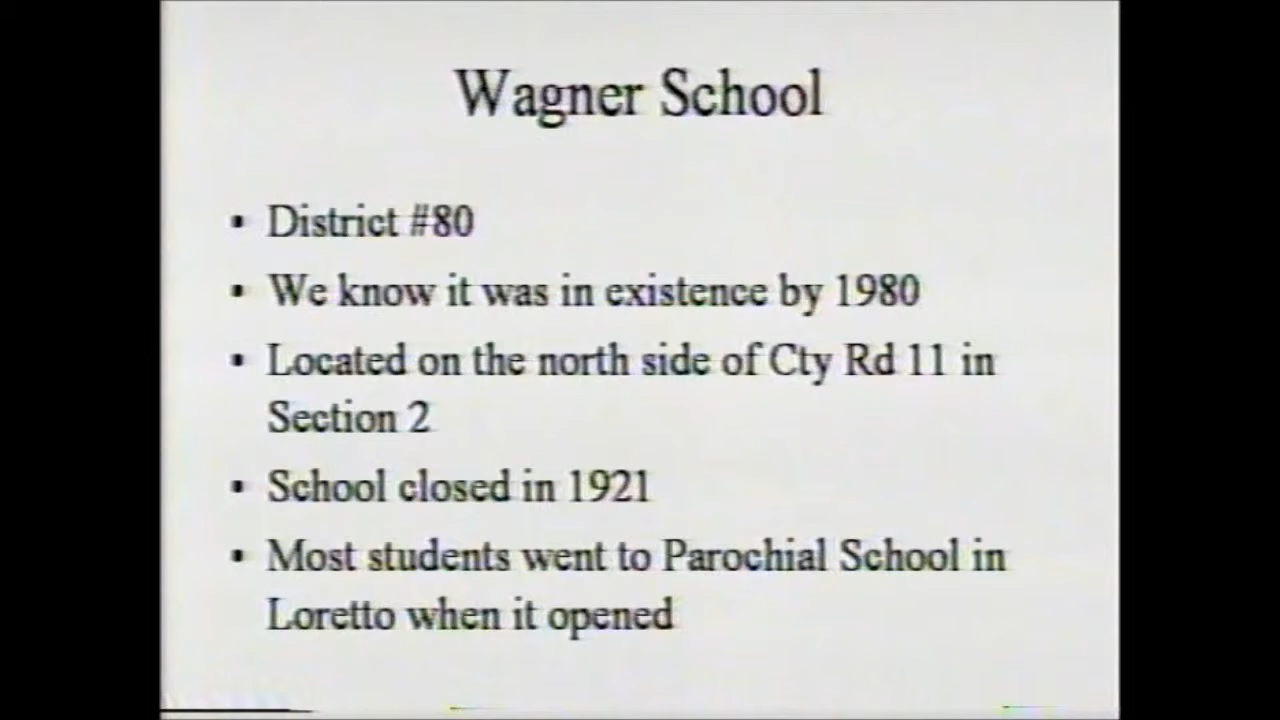 Wagner School
• District #80
• We know it was in existence by 1980
• Located on the north side of Cty Rd 11 in
Section 2
• School closed in 1921
• Most students went to Parochial School in
Loretto when it opened